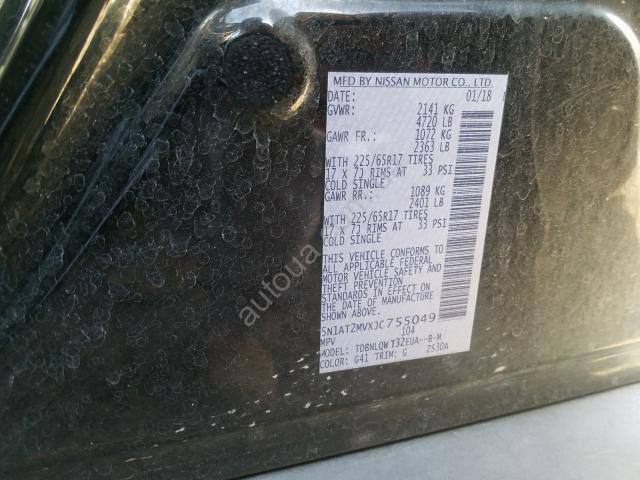 MFD BY NISSAN MOTOR CO., LTD.
DATE: 01/18
GVWR: 2141 KG
4720 LB
GAWR FR.: 1072 KG
2363 LB
WITH 225/65R17 TIRES
17 X 7J RIMS AT 33 PSI
COLD SINGLE
GAWR RR.: 1089 KG
2401 LB
WITH 225/65R17 TIRES
17 X 7J RIMS AT 33 PSI
COLD SINGLE
THIS VEHICLE CONFORMS TO
ALL APPLICABLE FEDERAL
MOTOR VEHICLE SAFETY AND
THEFT PREVENTION
STANDARDS IN EFFECT ON
THE DATE OF MANUFACTURE
SHOWN ABOVE.
5N1AT2MVXJC755049
MPV 104
MODEL: TDBNLQWT32EUA--B-M
COLOR: G41 TRIM: G ZS30A